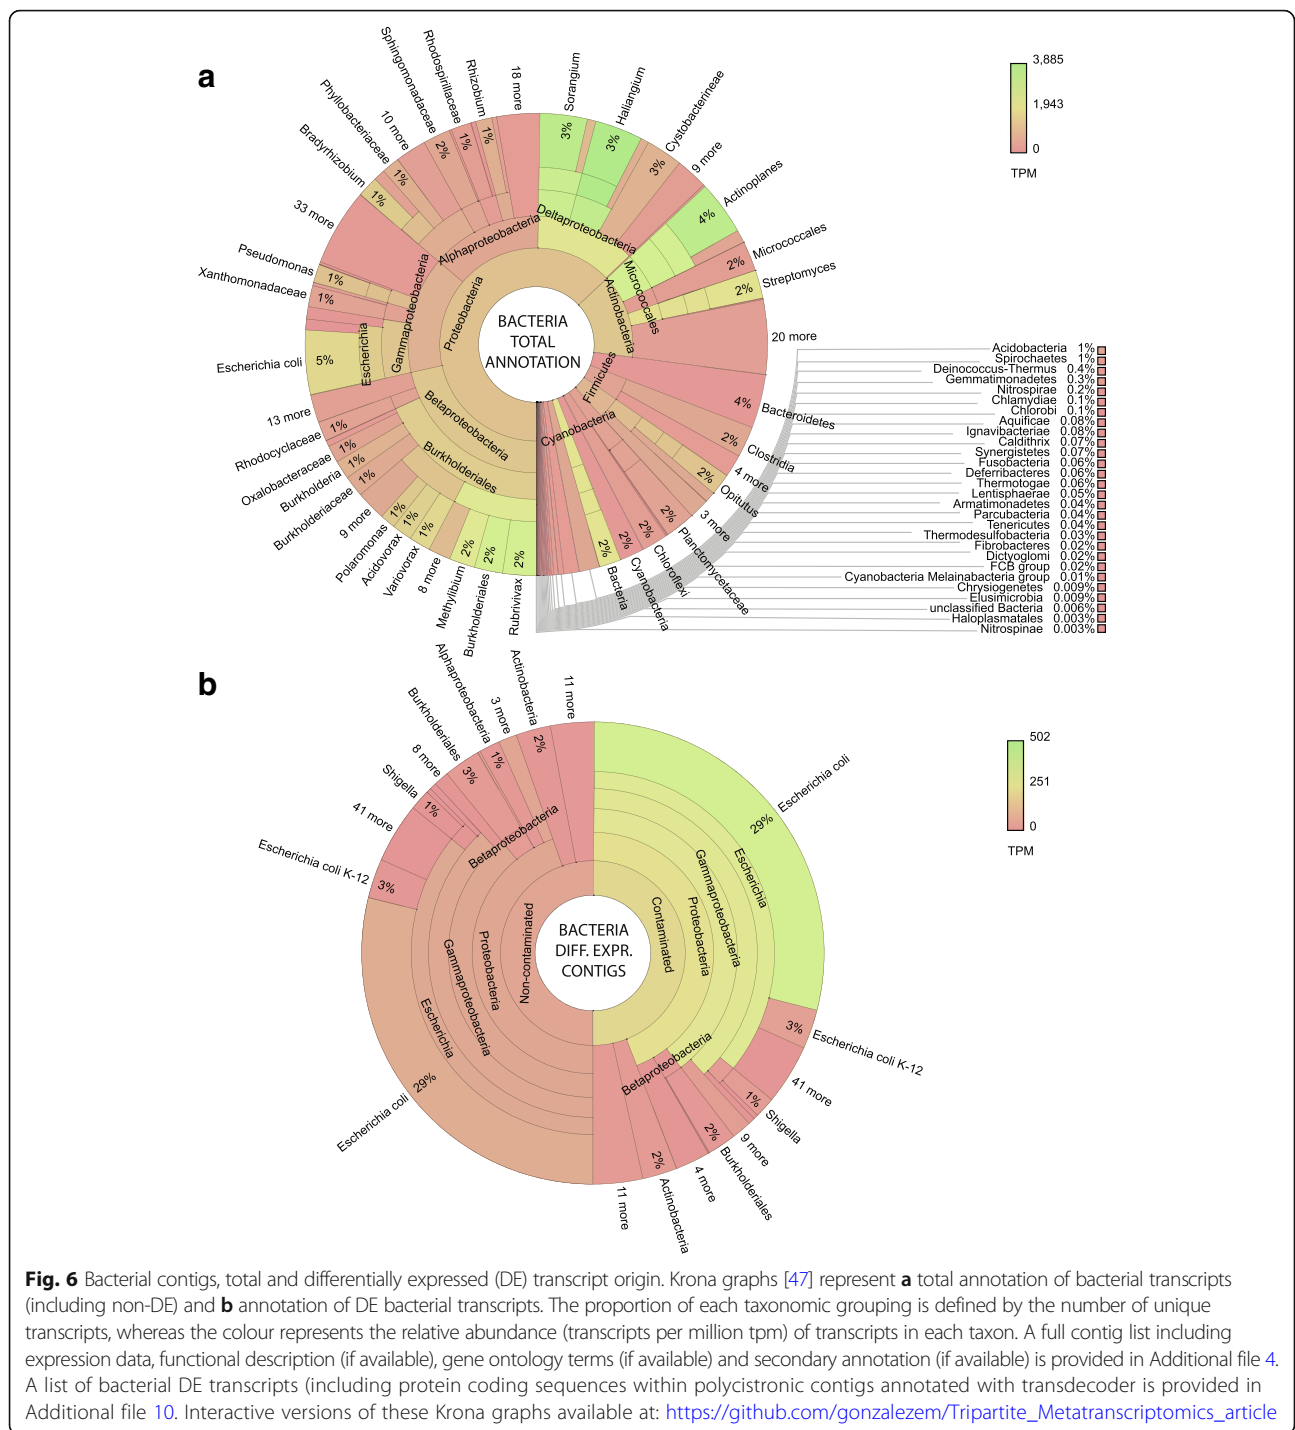 a
Sphingomonadaceae
Rhodospirillaceae
Rhizobium
18 more
Sorangium
Haliangium
Cystobacterineae
9 more
Actinoplanes
Micrococcales
Streptomyces
20 more
Bacteroidetes
Clostridia
4 more
Opitutus
3 more
Planctomycetaceae
Chloroflexi
Cyanobacteria
Bacteria
Rubrivivax
Burkholderiales
Methylibium
8 more
Variovorax
Acidovorax
Polaromonas
9 more
Burkholderiaceae
Burkholderia
Oxalobacteraceae
Rhodocyclaceae
13 more
Escherichia coli
Xanthomonadaceae
Pseudomonas
33 more
Bradyrhizobium
Phyllobacteriaceae
10 more
2%
1%
1%
3%
3%
3%
4%
2%
2%
4%
2%
2%
2%
2%
2%
2%
2%
2%
2%
1%
1%
1%
1%
1%
1%
1%
5%
1%
1%
1%
1%
Alphaproteobacteria
Deltaproteobacteria
Micrococcales
Actinobacteria
Firmicutes
Cyanobacteria
Proteobacteria
Gammaproteobacteria
Escherichia
Betaproteobacteria
Burkholderiales
BACTERIA
TOTAL
ANNOTATION
3,885
1,943
0
TPM
Acidobacteria 1%
Spirochaetes 1%
Deinococcus-Thermus 0.4%
Gemmatimonadetes 0.3%
Nitrospirae 0.2%
Chlamydiae 0.1%
Chlorobi 0.1%
Aquificae 0.08%
Ignavibacteriae 0.08%
Caldithrix 0.07%
Synergistetes 0.07%
Fusobacteria 0.06%
Deferribacteres 0.06%
Thermotogae 0.06%
Lentisphaerae 0.05%
Armatimonadetes 0.04%
Parcubacteria 0.04%
Tenericutes 0.04%
Thermodesulfobacteria 0.03%
Fibrobacteres 0.02%
Dictyoglomi 0.02%
FCB group 0.02%
Cyanobacteria Melainabacteria group 0.01%
Chrysiogenetes 0.009%
Elusimicrobia 0.009%
unclassified Bacteria 0.006%
Haloplasmatales 0.003%
Nitrospinae 0.003%
b
Escherichia coli K-12
41 more
Shigella
8 more
Burkholderiales
Alphaproteobacteria
3 more
Actinobacteria
11 more
Escherichia coli
Escherichia coli K-12
41 more
Shigella
9 more
Burkholderiales
4 more
Actinobacteria
11 more
Escherichia coli
3%
1%
3%
1%
2%
29%
3%
1%
2%
2%
29%
Betaproteobacteria
Non-contaminated
Proteobacteria
Gammaproteobacteria
Escherichia
Contaminated
Proteobacteria
Gammaproteobacteria
Escherichia
Betaproteobacteria
BACTERIA
DIFF. EXPR.
CONTIGS
502
251
0
TPM
Fig. 6 Bacterial contigs, total and differentially expressed (DE) transcript origin. Krona graphs [47] represent a total annotation of bacterial transcripts
(including non-DE) and b annotation of DE bacterial transcripts. The proportion of each taxonomic grouping is defined by the number of unique
transcripts, whereas the colour represents the relative abundance (transcripts per million tpm) of transcripts in each taxon. A full contig list including
expression data, functional description (if available), gene ontology terms (if available) and secondary annotation (if available) is provided in Additional file 4.
A list of bacterial DE transcripts (including protein coding sequences within polycistronic contigs annotated with transdecoder is provided in
Additional file 10. Interactive versions of these Krona graphs available at: https://github.com/gonzalezem/Tripartite_Metatranscriptomics_article